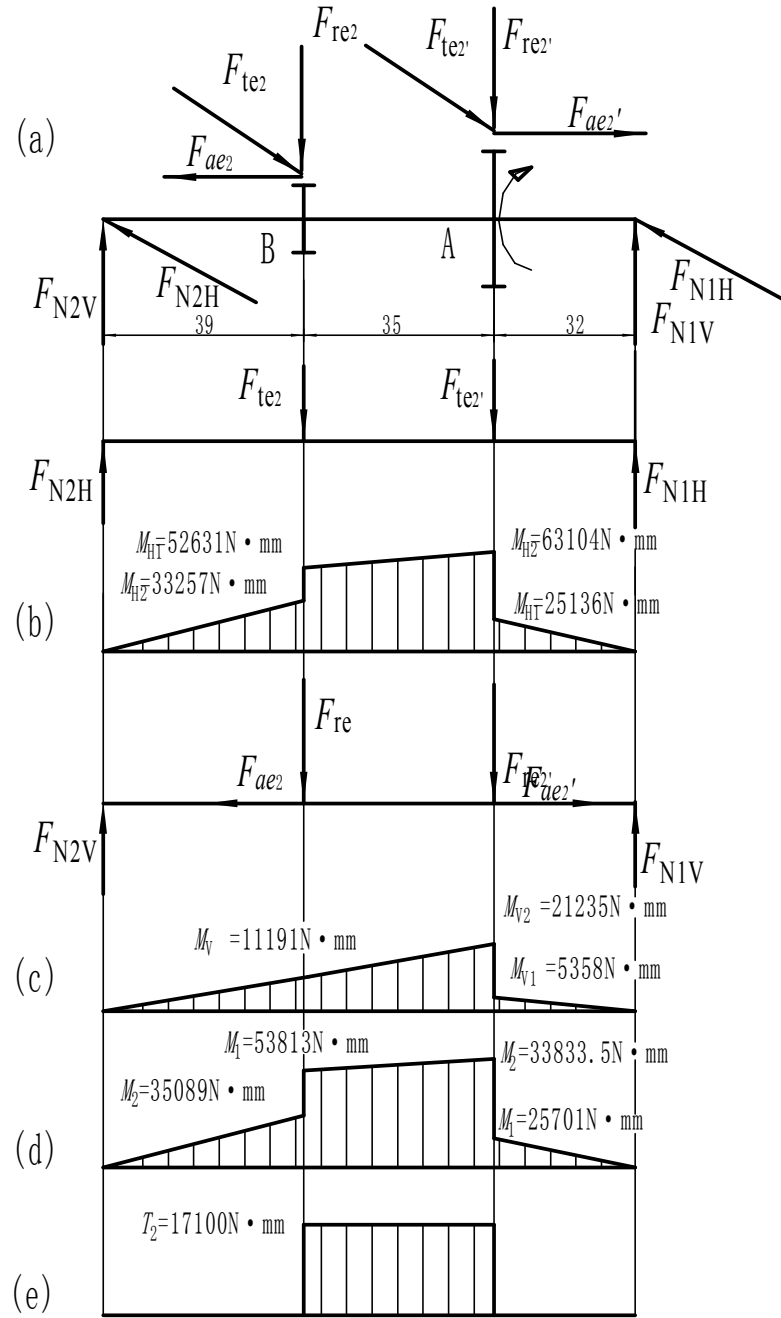 F_re2 F_te2' F_re2'
F_te2
(a) F_ae2 F_ae2'
B A
F_N2V F_N2H F_N1H
F_N1V
39 35 32
F_te2 F_te2'
F_N2H F_N1H
M_H1=52631N·mm M_H2=63104N·mm
M_H2=33257N·mm M_H1=25136N·mm
(b)
F_re
F_ae2 F_re2' F_ae2'
F_N2V F_N1V
M_V2 =21235N·mm
M_V =11191N·mm
(c) M_V1 =5358N·mm
M_1=53813N·mm M_2=33833.5N·mm
M_2=35089N·mm
(d) M_1=25701N·mm
T_2=17100N·mm
(e)